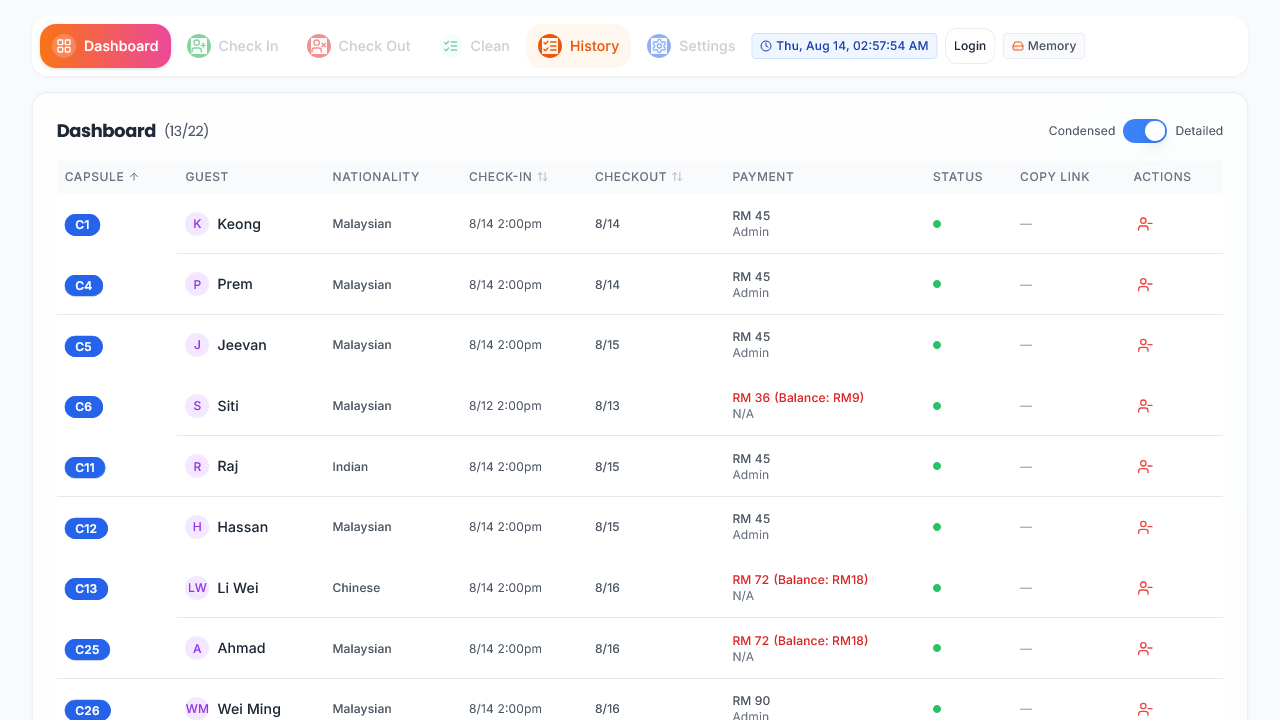 Dashboard Check In Check Out Clean History Settings Thu, Aug 14, 02:57:54 AM Login Memory
Dashboard (13/22) Condensed Detailed
CAPSULE GUEST NATIONALITY CHECK-IN CHECKOUT PAYMENT STATUS COPY LINK ACTIONS
C1 K Keong Malaysian 8/14 2:00pm 8/14 RM 45 —
Admin
C4 P Prem Malaysian 8/14 2:00pm 8/14 RM 45 —
Admin
C5 J Jeevan Malaysian 8/14 2:00pm 8/15 RM 45 —
Admin
C6 S Siti Malaysian 8/12 2:00pm 8/13 RM 36 (Balance: RM9) —
N/A
C11 R Raj Indian 8/14 2:00pm 8/15 RM 45 —
Admin
C12 H Hassan Malaysian 8/14 2:00pm 8/15 RM 45 —
Admin
C13 LW Li Wei Chinese 8/14 2:00pm 8/16 RM 72 (Balance: RM18) —
N/A
C25 A Ahmad Malaysian 8/14 2:00pm 8/16 RM 72 (Balance: RM18) —
N/A
C26 WM Wei Ming Malaysian 8/14 2:00pm 8/16 RM 90 —
Admin